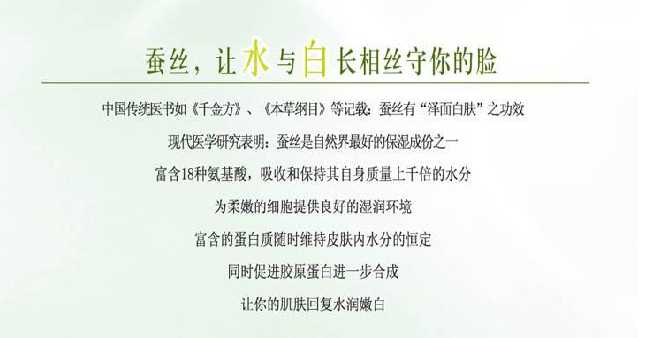 蚕丝，让水与白长相丝守你的脸
中国传统医书如《千金方》、《本草纲目》等记载：蚕丝有“泽面白肤”之功效
现代医学研究表明：蚕丝是自然界最好的保湿成份之一
富含18种氨基酸，吸收和保持其自身质量上千倍的水分
为柔嫩的细胞提供良好的湿润环境
富含的蛋白质随时维持皮肤内水分的恒定
同时促进胶原蛋白进一步合成
让你的肌肤回复水润嫩白